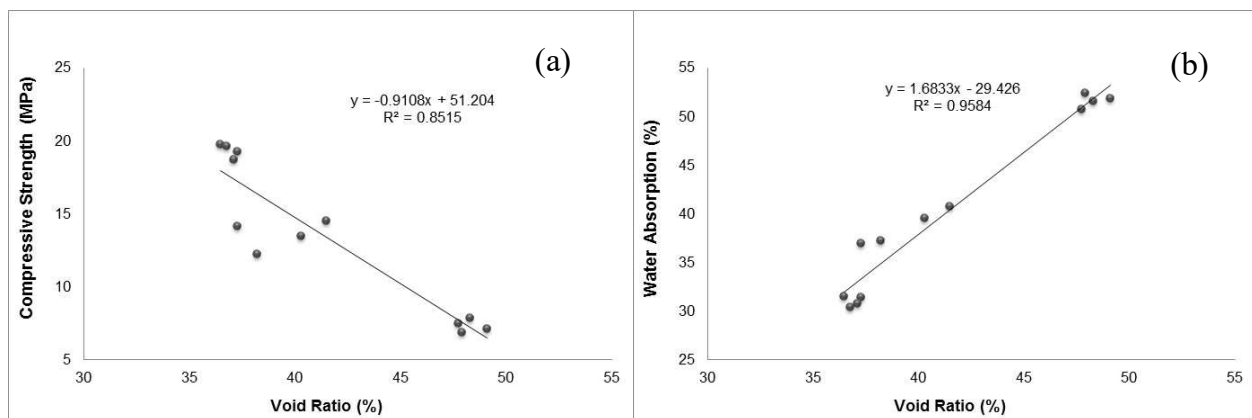 (a)
y = -0.9108x + 51.204
R² = 0.8515
Compressive Strength (MPa)
25
20
15
10
5
30 35 40 45 50 55
Void Ratio (%)
(b)
y = 1.6833x - 29.426
R² = 0.9584
Water Absorption (%)
55
50
45
40
35
30
25
30 35 40 45 50 55
Void Ratio (%)